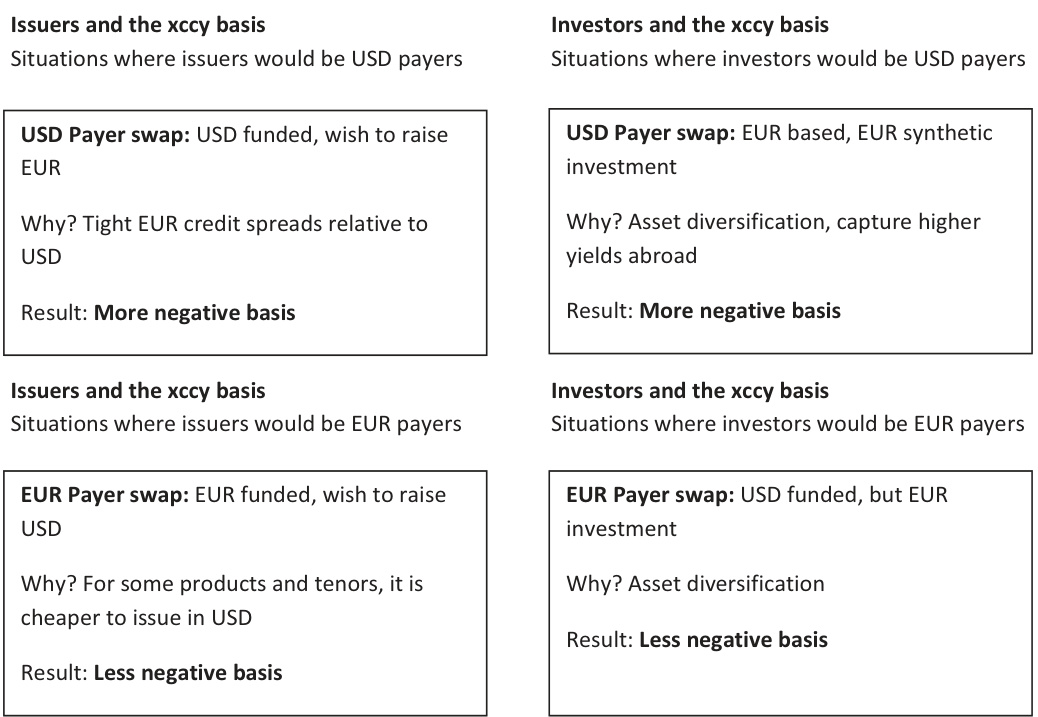 Issuers and the xccy basis
Situations where issuers would be USD payers
USD Payer swap: USD funded, wish to raise
EUR
Why? Tight EUR credit spreads relative to
USD
Result: More negative basis
Investors and the xccy basis
Situations where investors would be USD payers
USD Payer swap: EUR based, EUR synthetic
investment
Why? Asset diversification, capture higher
yields abroad
Result: More negative basis
Issuers and the xccy basis
Situations where issuers would be EUR payers
EUR Payer swap: EUR funded, wish to raise
USD
Why? For some products and tenors, it is
cheaper to issue in USD
Result: Less negative basis
Investors and the xccy basis
Situations where investors would be EUR payers
EUR Payer swap: USD funded, but EUR
investment
Why? Asset diversification
Result: Less negative basis